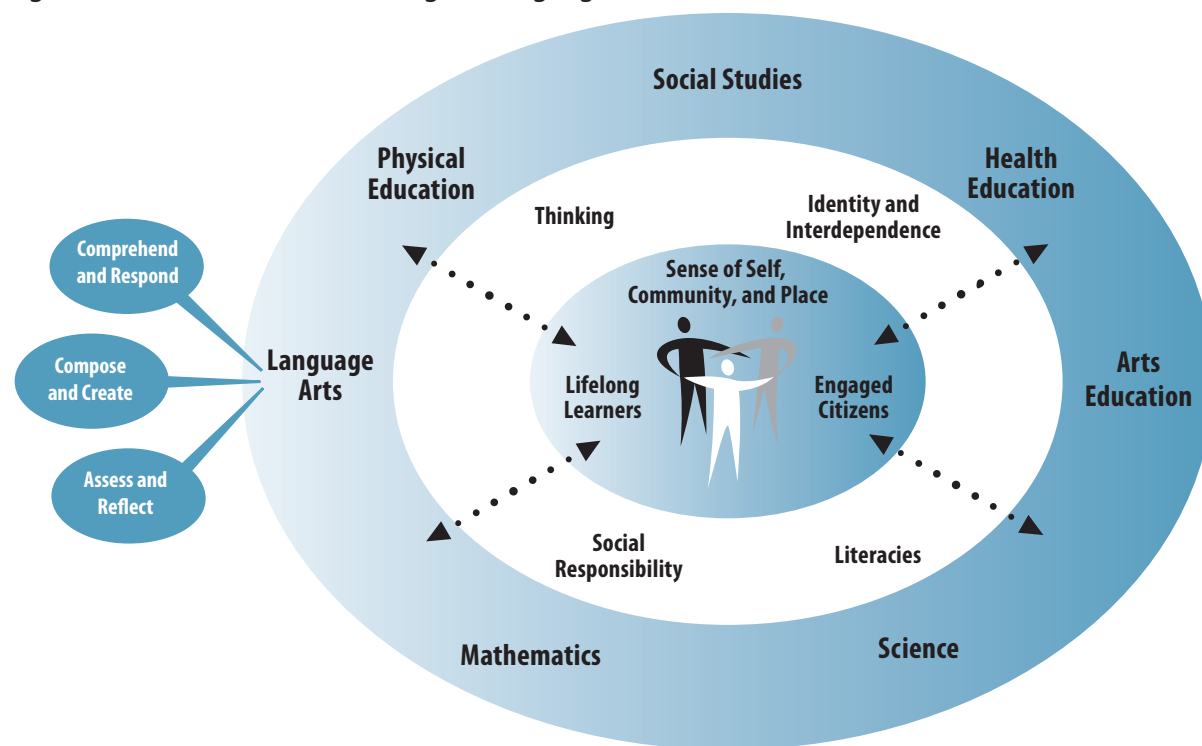 Social Studies
Physical
Education
Health
Education
Thinking
Identity and
Interdependence
Comprehend
and Respond
Sense of Self,
Community, and Place
Compose
and Create
Language
Arts
Lifelong
Learners
Engaged
Citizens
Arts
Education
Assess and
Reflect
Social
Responsibility
Literacies
Mathematics
Science